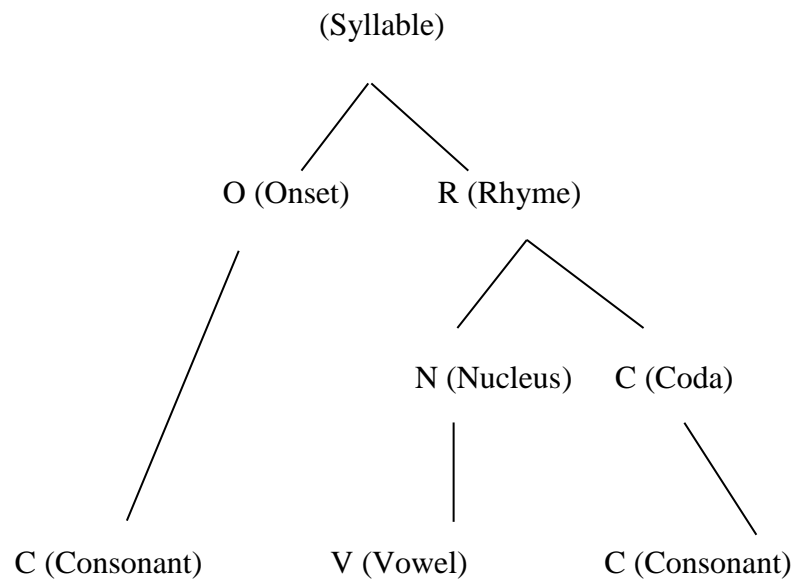 (Syllable)
O (Onset) R (Rhyme)
N (Nucleus) C (Coda)
C (Consonant) V (Vowel) C (Consonant)